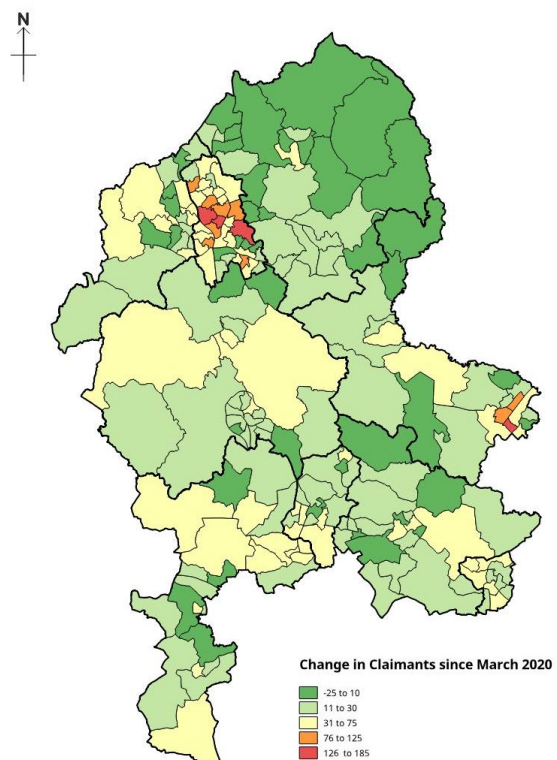 N
Change in Claimants since March 2020
-25 to 10
11 to 30
31 to 75
76 to 125
126 to 185